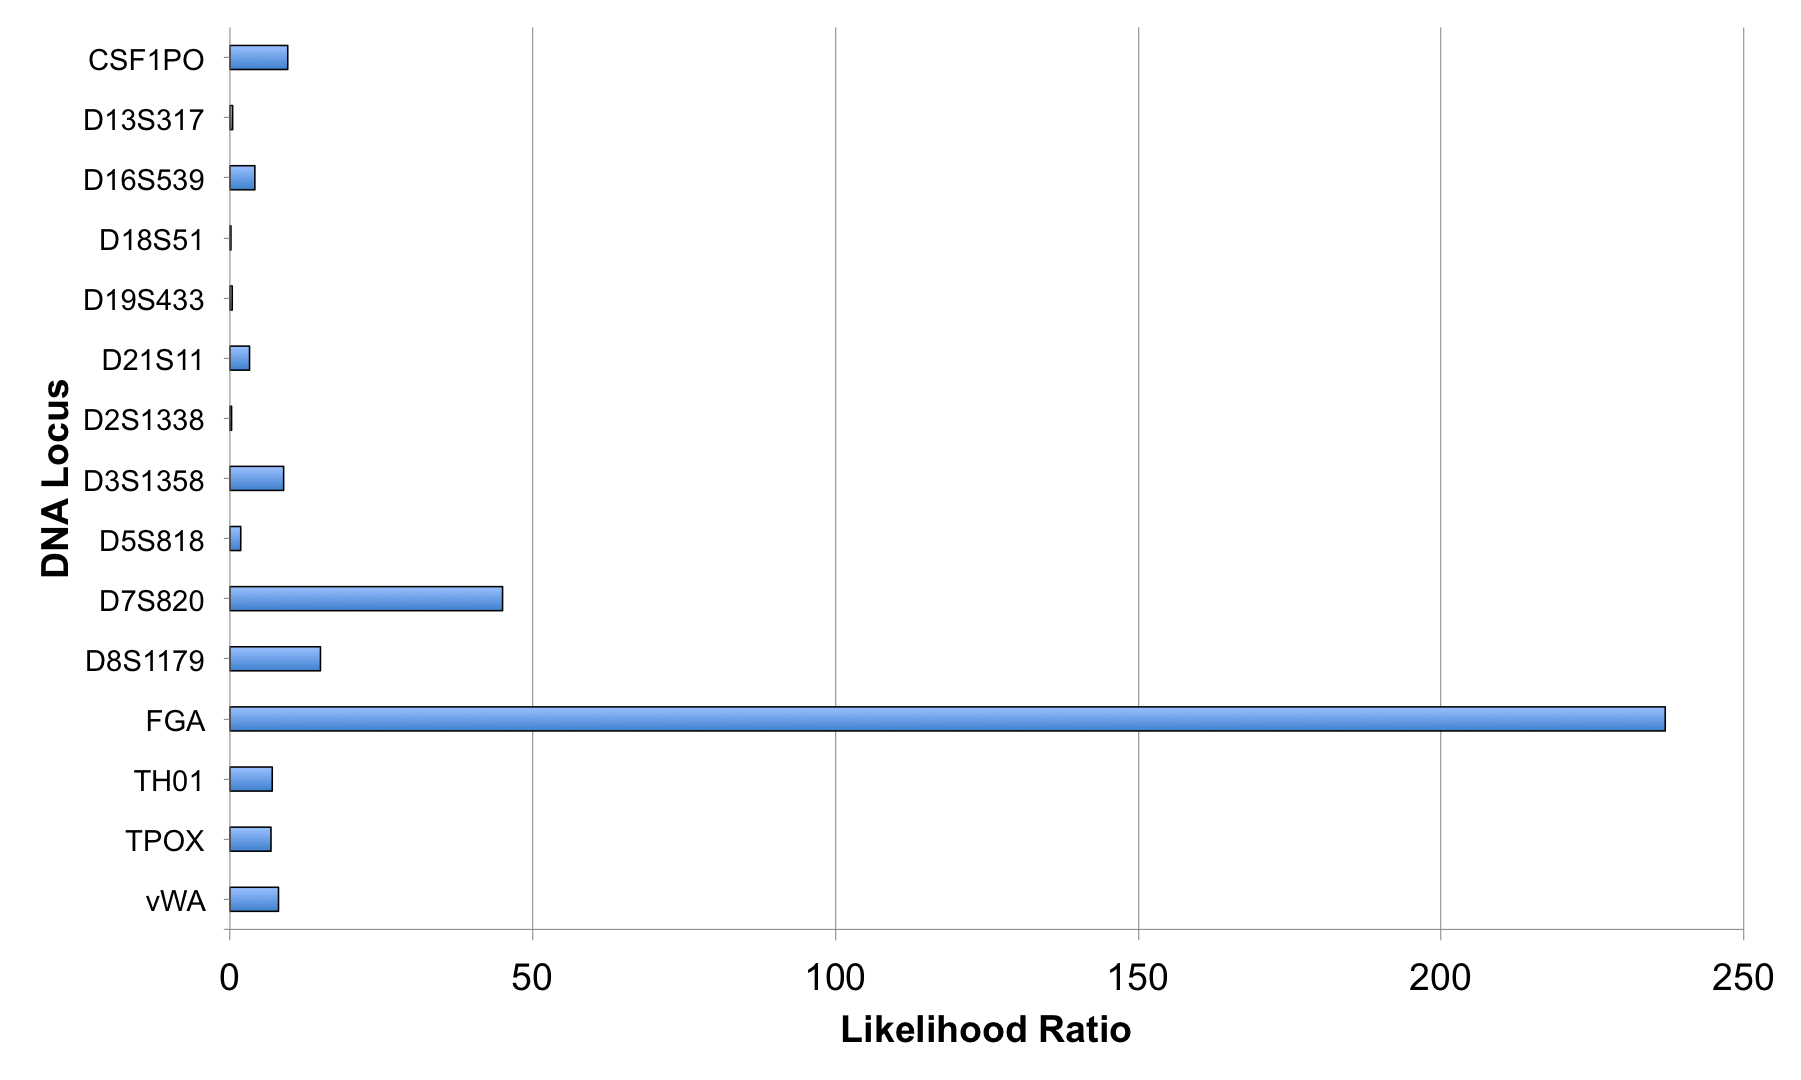 CSF1PO
D13S317
D16S539
D18S51
D19S433
D21S11
D2S1338
D3S1358
D5S818
D7S820
D8S1179
FGA
TH01
TPOX
vWA
DNA Locus
0 50 100 150 200 250
Likelihood Ratio